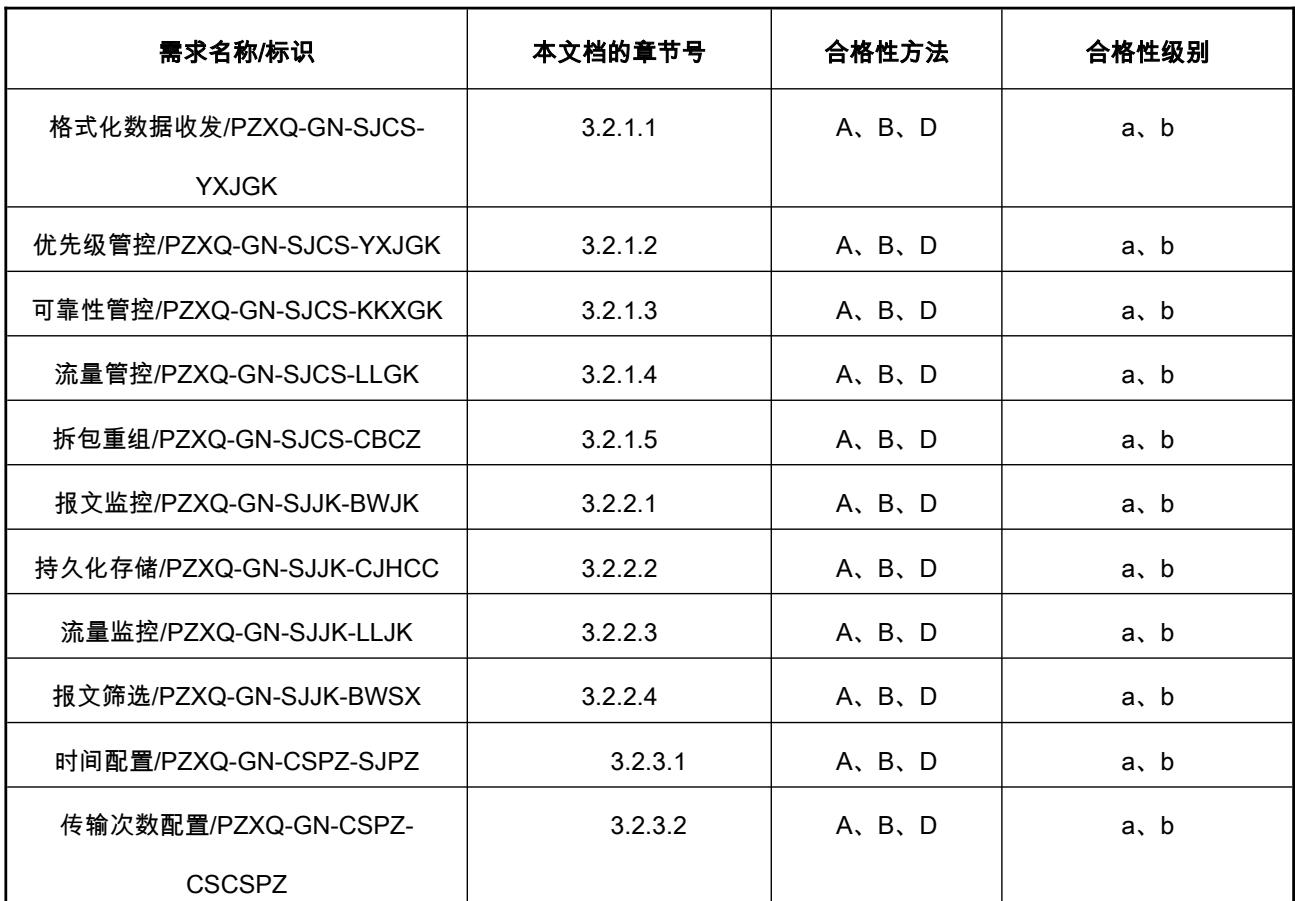 需求名称/标识 本文档的章节号 合格性方法 合格性级别
格式化数据收发/PZXQ-GN-SJCS- 3.2.1.1 A、B、D a、b
YXJGK
优先级管控/PZXQ-GN-SJCS-YXJGK 3.2.1.2 A、B、D a、b
可靠性管控/PZXQ-GN-SJCS-KKXGK 3.2.1.3 A、B、D a、b
流量管控/PZXQ-GN-SJCS-LLGK 3.2.1.4 A、B、D a、b
拆包重组/PZXQ-GN-SJCS-CBCZ 3.2.1.5 A、B、D a、b
报文监控/PZXQ-GN-SJJK-BWJK 3.2.2.1 A、B、D a、b
持久化存储/PZXQ-GN-SJJK-CJHCC 3.2.2.2 A、B、D a、b
流量监控/PZXQ-GN-SJJK-LLJK 3.2.2.3 A、B、D a、b
报文筛选/PZXQ-GN-SJJK-BWSX 3.2.2.4 A、B、D a、b
时间配置/PZXQ-GN-CSPZ-SJPZ 3.2.3.1 A、B、D a、b
传输次数配置/PZXQ-GN-CSPZ- 3.2.3.2 A、B、D a、b
CSCSPZ